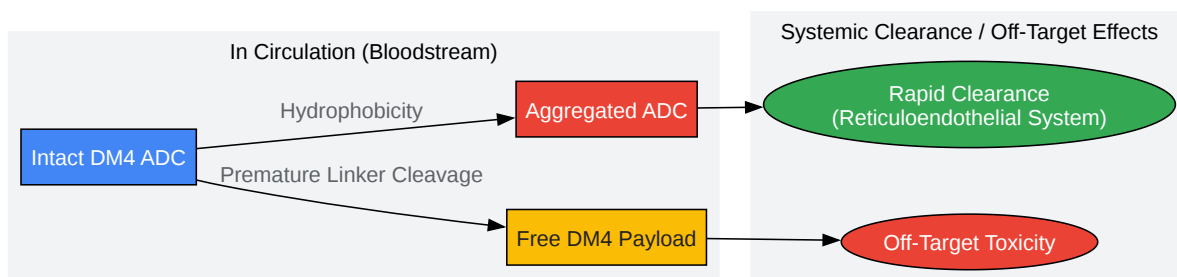 Systemic Clearance / Off-Target Effects
In Circulation (Bloodstream)
Hydrophobicity
Aggregated ADC
Rapid Clearance
(Reticuloendothelial System)
Intact DM4 ADC
Premature Linker Cleavage
Free DM4 Payload
Off-Target Toxicity